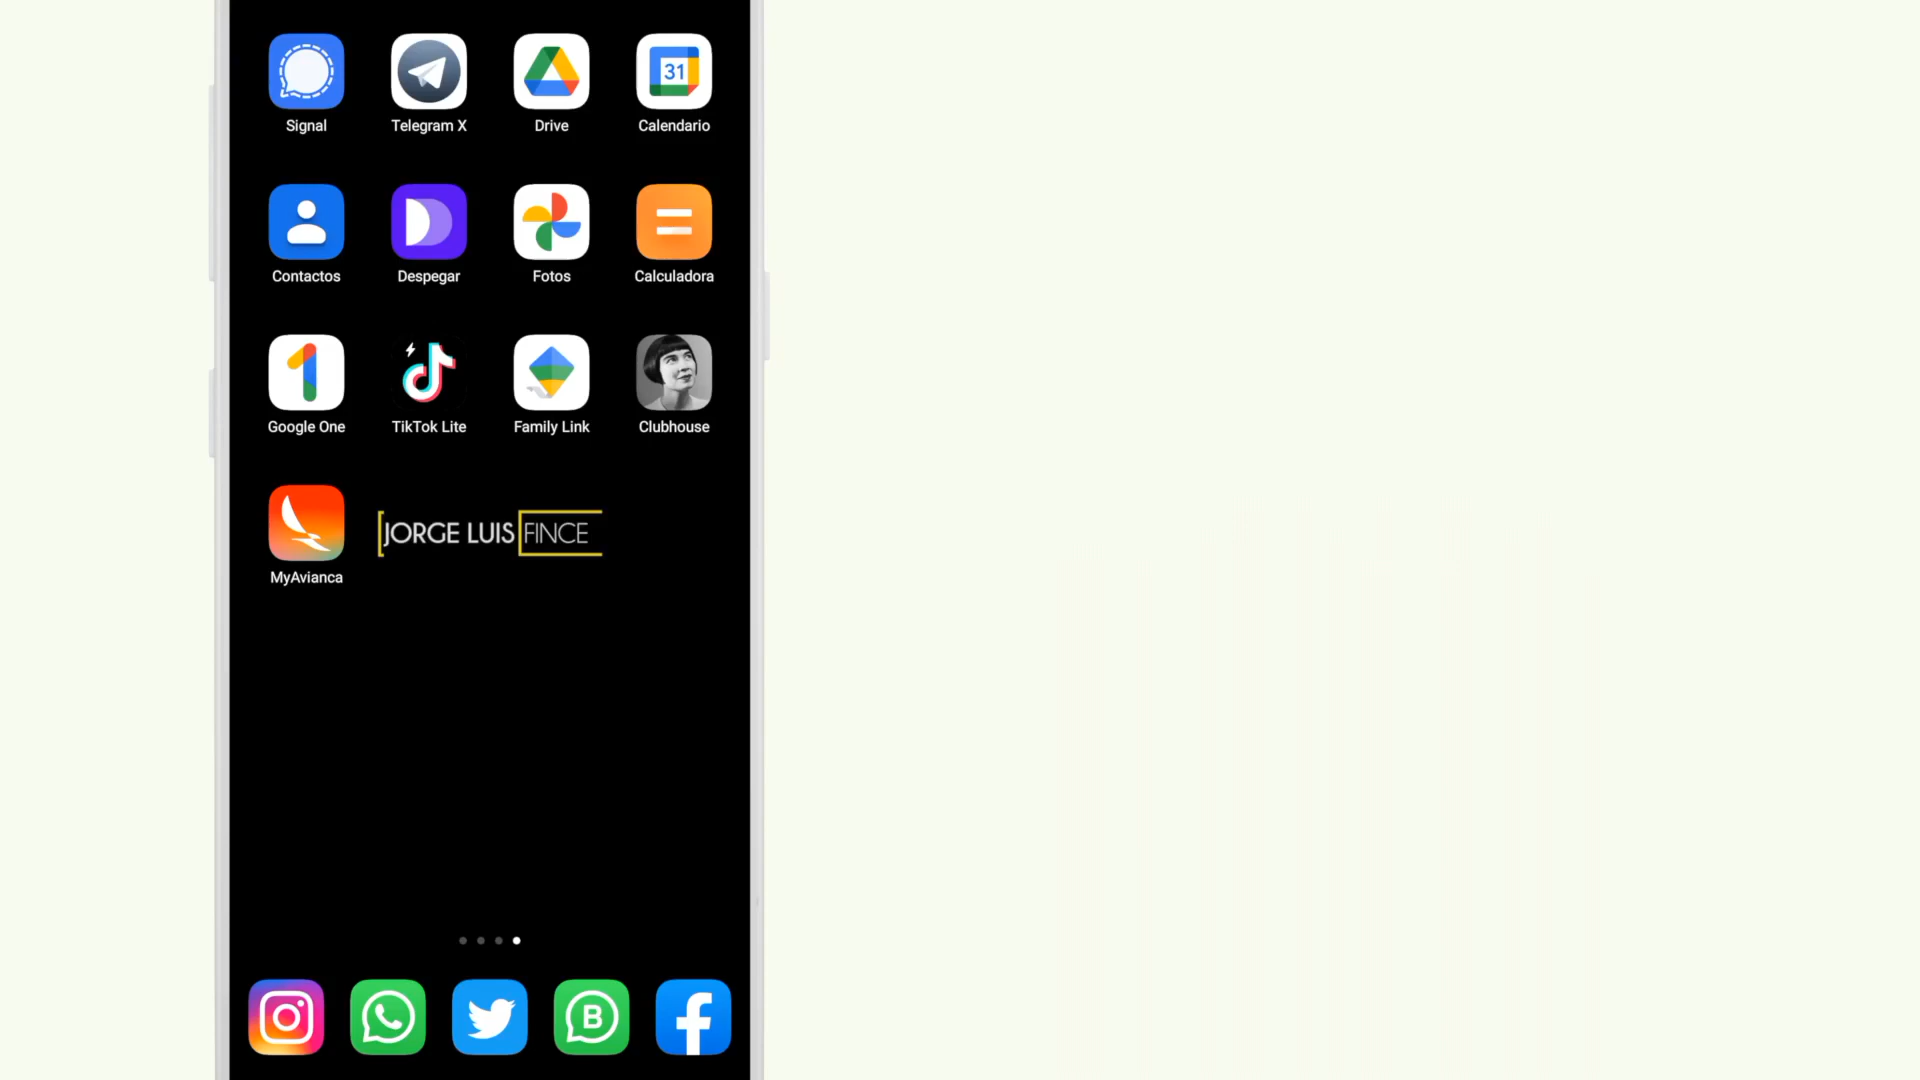 Signal
Telegram X
Drive
31
Calendario
Contactos
Despegar
Fotos
Calculadora
Google One
TikTok Lite
Family Link
Clubhouse
MyAvianca
JORGE LUIS FINCE
B